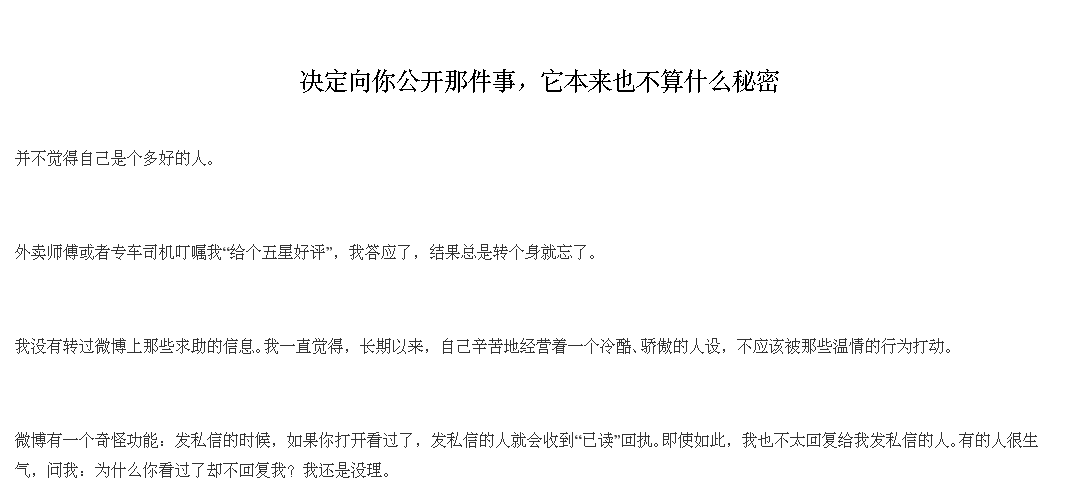 决定向你公开那件事，它本来也不算什么秘密
并不觉得自己是个多好的人。
外卖师傅或者专车司机叮嘱我“给个五星好评”，我答应了，结果总是转个身就忘了。
我没有转过微博上那些求助的信息。我一直觉得，长期以来，自己辛苦地经营着一个冷酷、骄傲的人设，不应该被那些温情的行为打动。
微博有一个奇怪功能：发私信的时候，如果你打开看过了，发私信的人就会收到“已读”回执。即使如此，我也不太回复给我发私信的人。有的人很生
气，问我：为什么你看过了却不回复我？我还是没理。